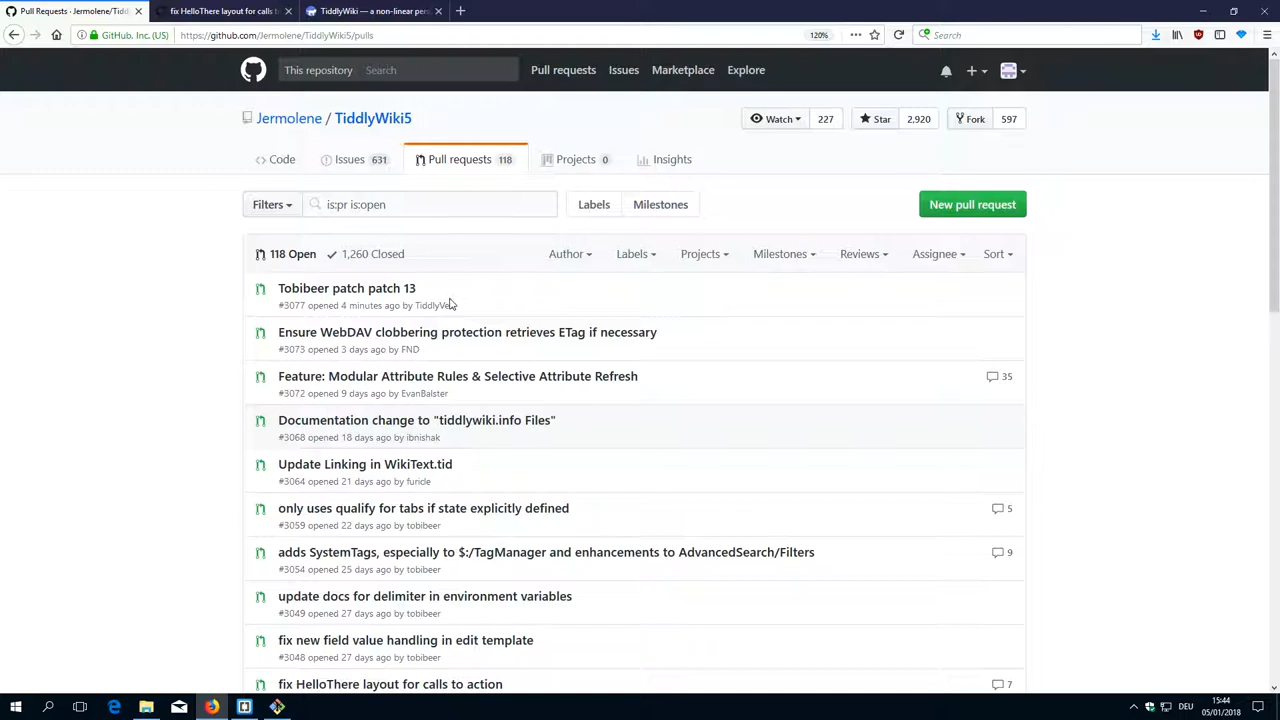 Pull Requests · Jermolene/Tiddly
fix HelloThere layout for calls t
TiddlyWiki — a non-linear pers
GitHub, Inc. (US)
https://github.com/Jermolene/TiddlyWiki5/pulls
120%
Search
This repository
Search
Pull requests
Issues
Marketplace
Explore
Jermolene / TiddlyWiki5
Watch
227
Star
2,920
Fork
597
Code
Issues 631
Pull requests 118
Projects 0
Insights
Filters
is:pr is:open
Labels
Milestones
New pull request
118 Open
1,260 Closed
Author
Labels
Projects
Milestones
Reviews
Assignee
Sort
Tobibeer patch patch 13
#3077 opened 4 minutes ago by
Ensure WebDAV clobbering protection retrieves ETag if necessary
#3073 opened 3 days ago by FND
Feature: Modular Attribute Rules & Selective Attribute Refresh
35
#3072 opened 9 days ago by EvanBalster
Documentation change to "tiddlywiki.info Files"
#3068 opened 18 days ago by ibnishak
Update Linking in WikiText.tid
#3064 opened 21 days ago by furicle
only uses qualify for tabs if state explicitly defined
5
#3059 opened 22 days ago by tobibeer
adds SystemTags, especially to $:/TagManager and enhancements to AdvancedSearch/Filters
9
#3054 opened 25 days ago by tobibeer
update docs for delimiter in environment variables
#3049 opened 27 days ago by tobibeer
fix new field value handling in edit template
#3048 opened 27 days ago by tobibeer
fix HelloThere layout for calls to action
7
DEU
15:44
05/01/2018